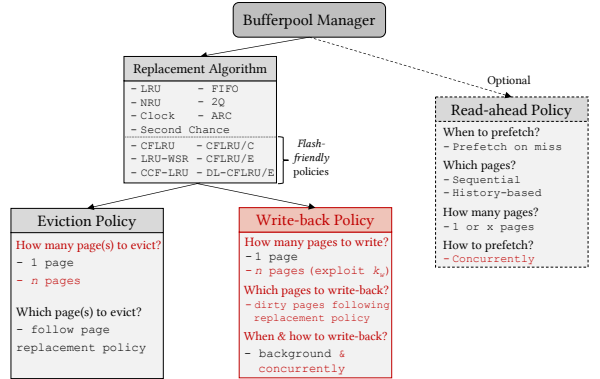 Bufferpool Manager
Optional
Replacement Algorithm
- LRU - FIFO
- NRU - 2Q
- Clock - ARC
- Second Chance
- CFLRU - CFLRU/C
- LRU-WSR - CFLRU/E
- CCF-LRU - DL-CFLRU/E
Flash-
friendly
policies
Read-ahead Policy
When to prefetch?
- Prefetch on miss
Which pages?
- Sequential
- History-based
How many pages?
- 1 or x pages
How to prefetch?
- Concurrently
Eviction Policy
How many page(s) to evict?
- 1 page
- n pages
Which page(s) to evict?
- follow page
replacement policy
Write-back Policy
How many pages to write?
- 1 page
- n pages (exploit kw)
Which pages to write-back?
- dirty pages following
replacement policy
When & how to write-back?
- background &
concurrently